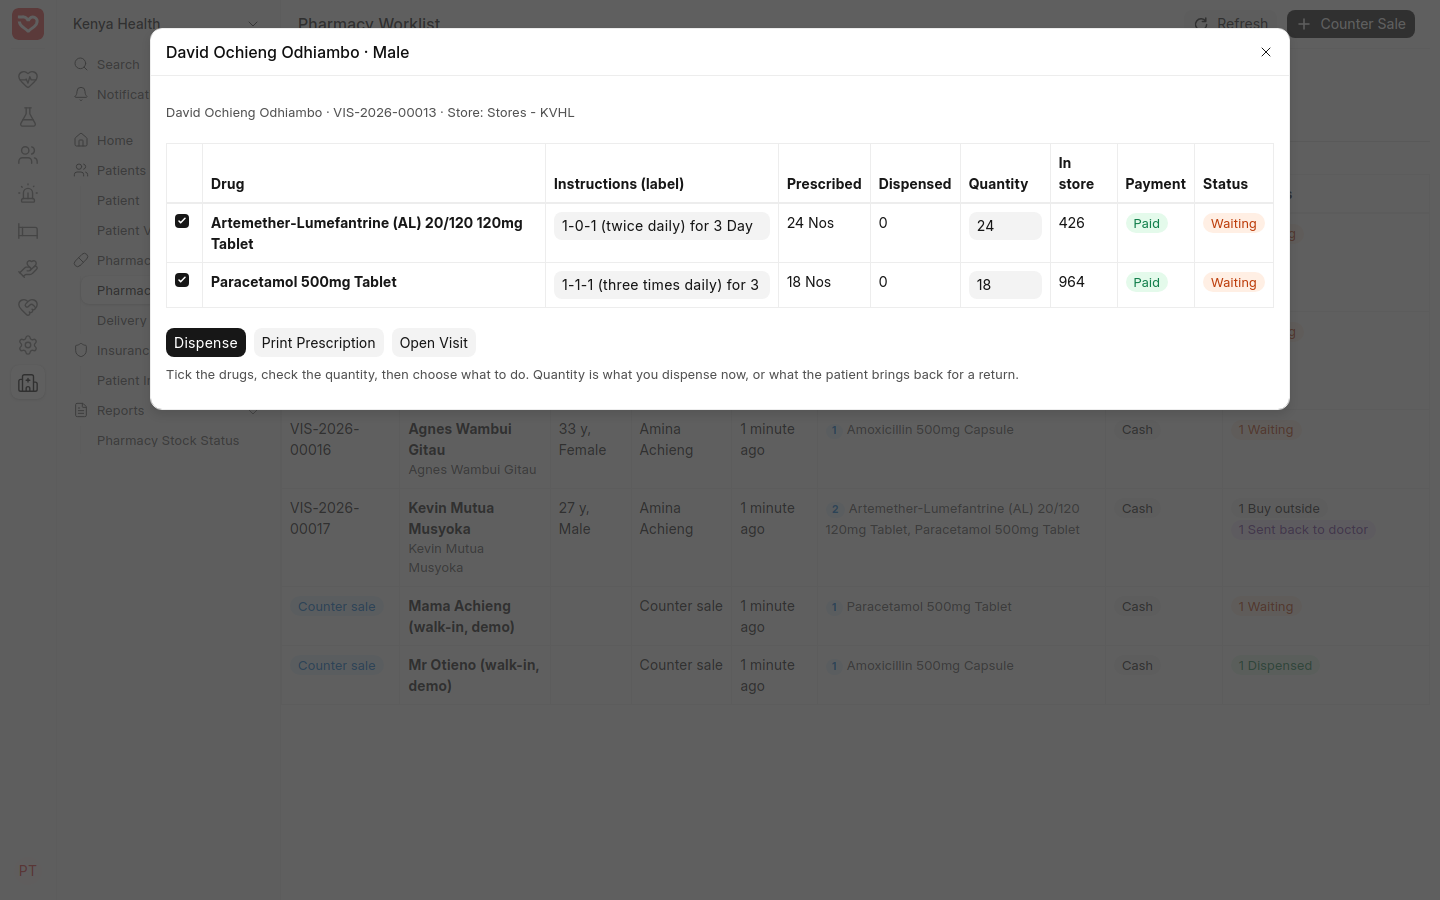 Kenya Health
Pharmacy Worklist
Refresh
Counter Sale
Search
Notificat
Home
Patients
Patient
Patient V
Pharmac
Pharmac
Delivery
Insuranc
Patient In
Reports
Pharmacy Stock Status
PT
David Ochieng Odhiambo · Male
David Ochieng Odhiambo · VIS-2026-00013 · Store: Stores - KVHL
Drug
Instructions (label)
Prescribed
Dispensed
Quantity
In
store
Payment
Status
Artemether-Lumefantrine (AL) 20/120 120mg
Tablet
1-0-1 (twice daily) for 3 Day
24 Nos
0
24
426
Paid
Waiting
Paracetamol 500mg Tablet
1-1-1 (three times daily) for 3
18 Nos
0
18
964
Paid
Waiting
Dispense
Print Prescription
Open Visit
Tick the drugs, check the quantity, then choose what to do. Quantity is what you dispense now, or what the patient brings back for a return.
VIS-2026-
00016
Agnes Wambui
Gitau
Agnes Wambui Gitau
33 y,
Female
Amina
Achieng
1 minute
ago
1 Amoxicillin 500mg Capsule
Cash
1 Waiting
VIS-2026-
00017
Kevin Mutua
Musyoka
Kevin Mutua
Musyoka
27 y,
Male
Amina
Achieng
1 minute
ago
2 Artemether-Lumefantrine (AL) 20/120
120mg Tablet, Paracetamol 500mg Tablet
Cash
1 Buy outside
1 Sent back to doctor
Counter sale
Mama Achieng
(walk-in, demo)
Counter sale
1 minute
ago
1 Paracetamol 500mg Tablet
Cash
1 Waiting
Counter sale
Mr Otieno (walk-in,
demo)
Counter sale
1 minute
ago
1 Amoxicillin 500mg Capsule
Cash
1 Dispensed